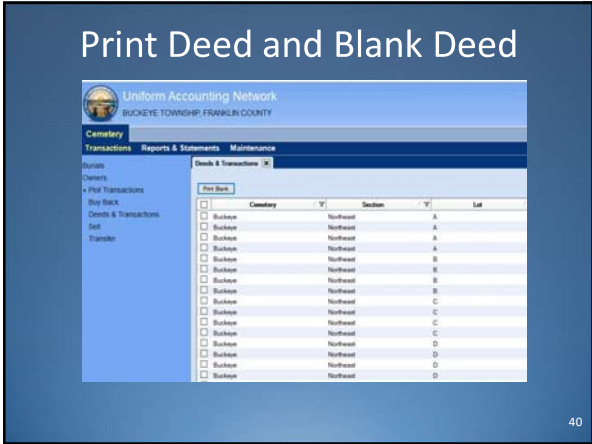 Print Deed and Blank Deed
Uniform Accounting Network
BUCKEYE TOWNSHIP, FRANKLIN COUNTY
Cemetery
Transactions Reports & Statements Maintenance
Burials
Owners
Plot Transactions
Buy Back
Deeds & Transactions
Sell
Transfer
Deeds & Transactions
Print Blank
Cemetery Section Lot
Buckeye Northeast A
Buckeye Northeast A
Buckeye Northeast A
Buckeye Northeast A
Buckeye Northeast B
Buckeye Northeast B
Buckeye Northeast B
Buckeye Northeast B
Buckeye Northeast C
Buckeye Northeast C
Buckeye Northeast C
Buckeye Northeast C
Buckeye Northeast D
Buckeye Northeast D
Buckeye Northeast D
Buckeye Northeast D
40